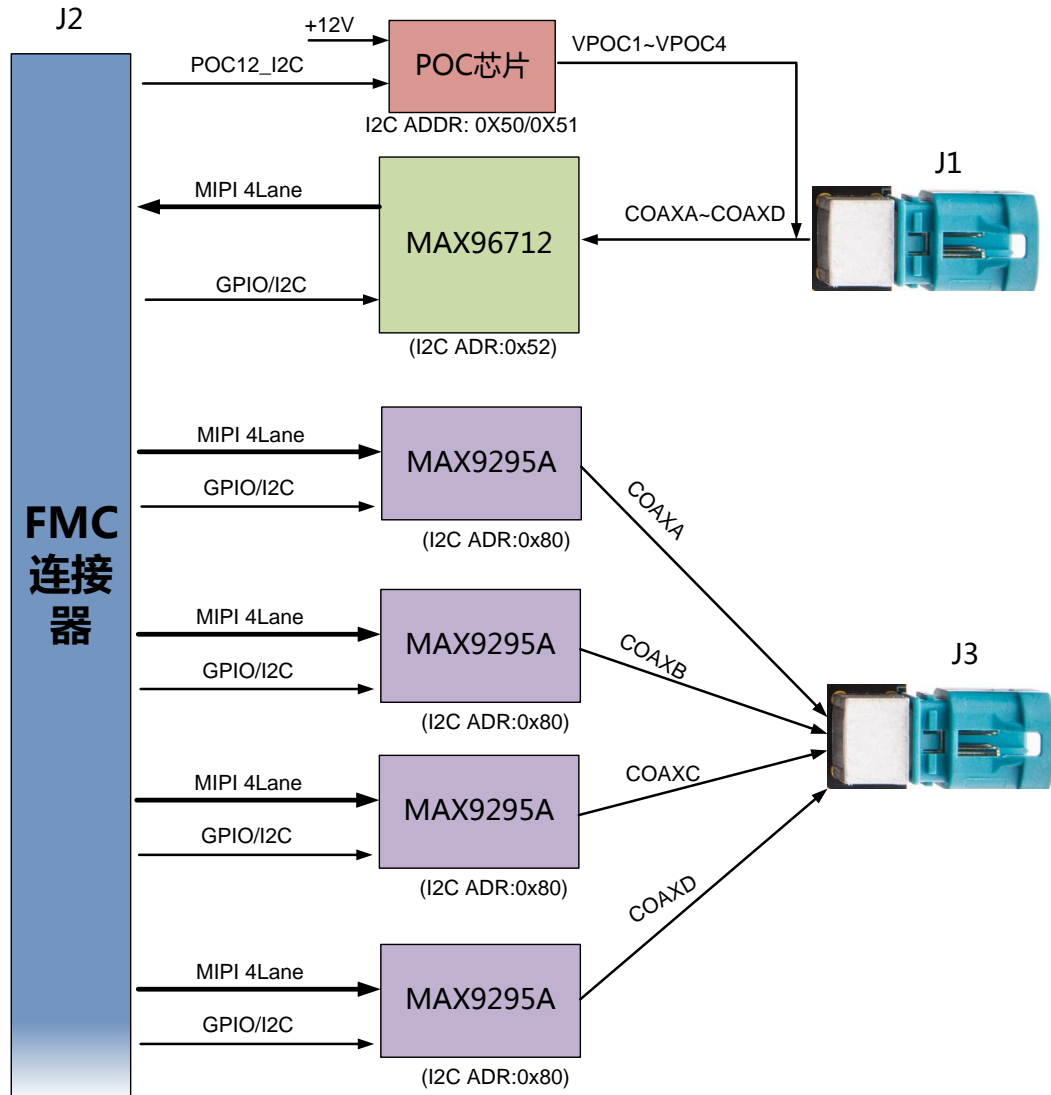 J2
+12V
POC12_I2C
POC芯片
VPOC1~VPOC4
I2C ADDR: 0X50/0X51
J1
MIPI 4Lane
MAX96712
COAXA~COAXD
GPIO/I2C
(I2C ADR:0x52)
MIPI 4Lane
MAX9295A
GPIO/I2C
(I2C ADR:0x80)
COAXA
FMC
连接
器
MIPI 4Lane
MAX9295A
GPIO/I2C
(I2C ADR:0x80)
COAXB
J3
MIPI 4Lane
MAX9295A
GPIO/I2C
(I2C ADR:0x80)
COAXC
COAXD
MIPI 4Lane
MAX9295A
GPIO/I2C
(I2C ADR:0x80)